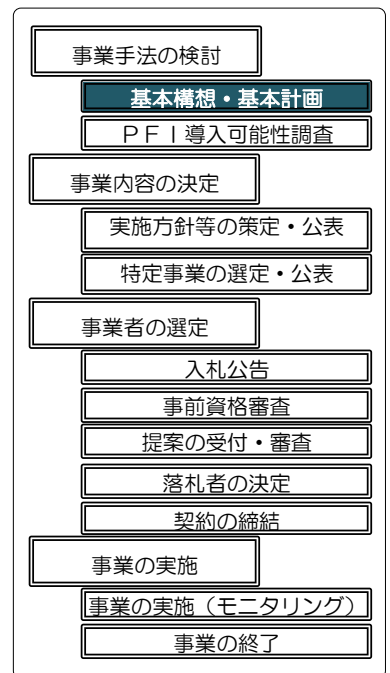 事業手法の検討
基本構想・基本計画
ＰＦＩ導入可能性調査
事業内容の決定
実施方針等の策定・公表
特定事業の選定・公表
事業者の選定
入札公告
事前資格審査
提案の受付・審査
落札者の決定
契約の締結
事業の実施
事業の実施（モニタリング）
事業の終了